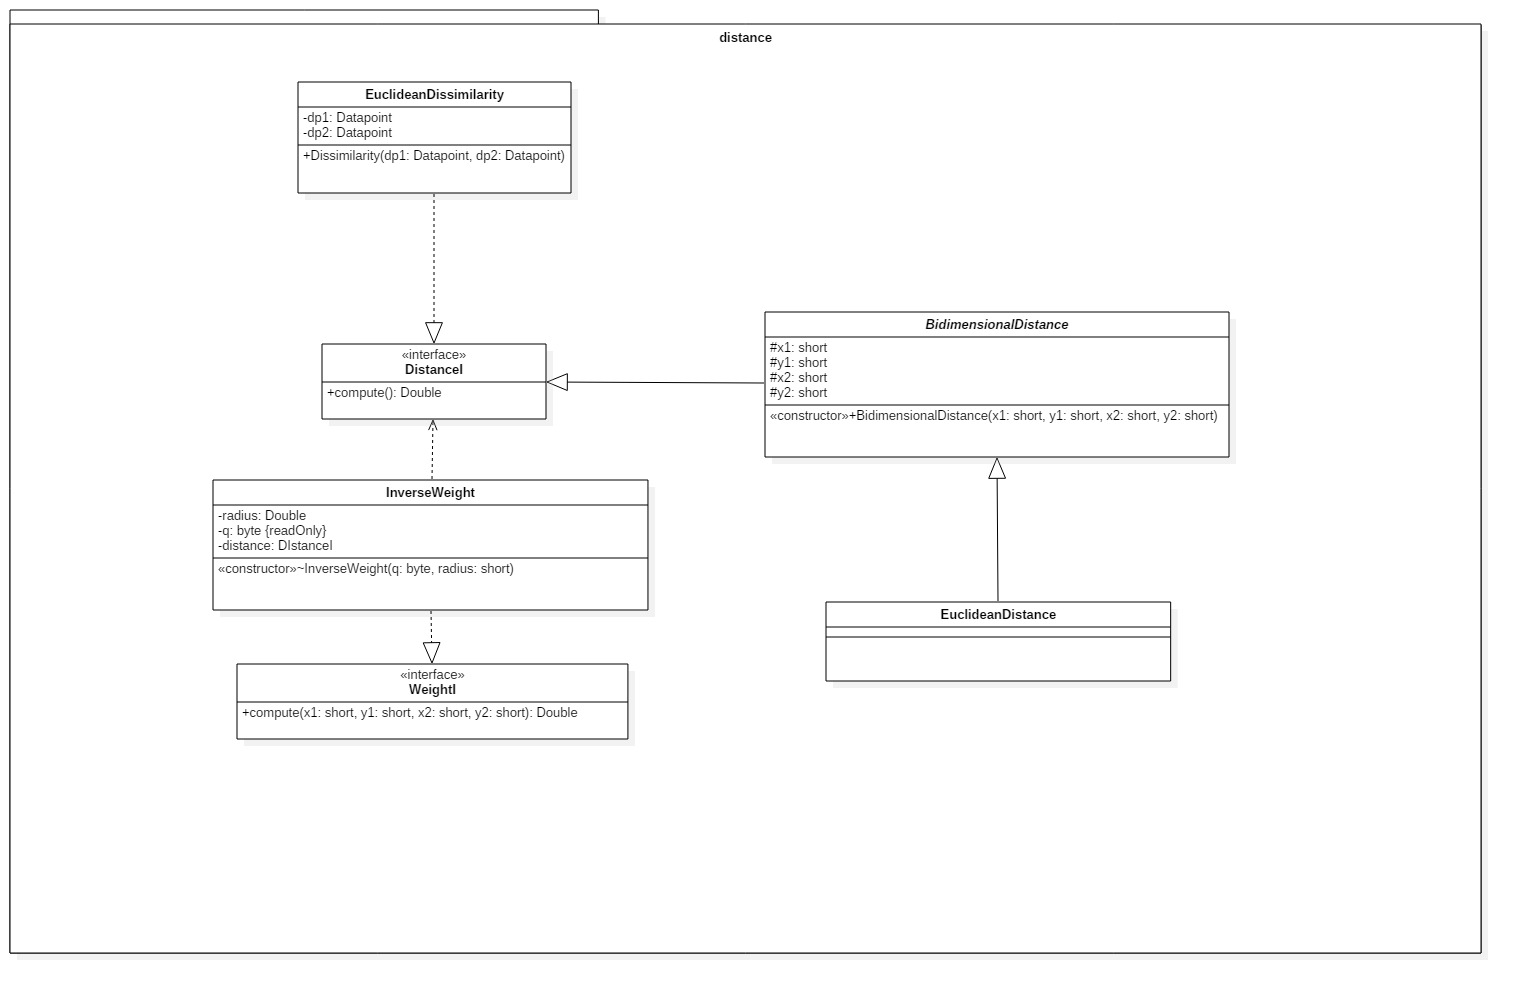 distance
EuclideanDissimilarity
-dp1: Datapoint
-dp2: Datapoint
+Dissimilarity(dp1: Datapoint, dp2: Datapoint)
«interface»
DistanceI
+compute(): Double
BidimensionalDistance
#x1: short
#y1: short
#x2: short
#y2: short
«constructor»+BidimensionalDistance(x1: short, y1: short, x2: short, y2: short)
InverseWeight
-radius: Double
-q: byte {readOnly}
-distance: DIstanceI
«constructor»~InverseWeight(q: byte, radius: short)
EuclideanDistance
«interface»
WeightI
+compute(x1: short, y1: short, x2: short, y2: short): Double